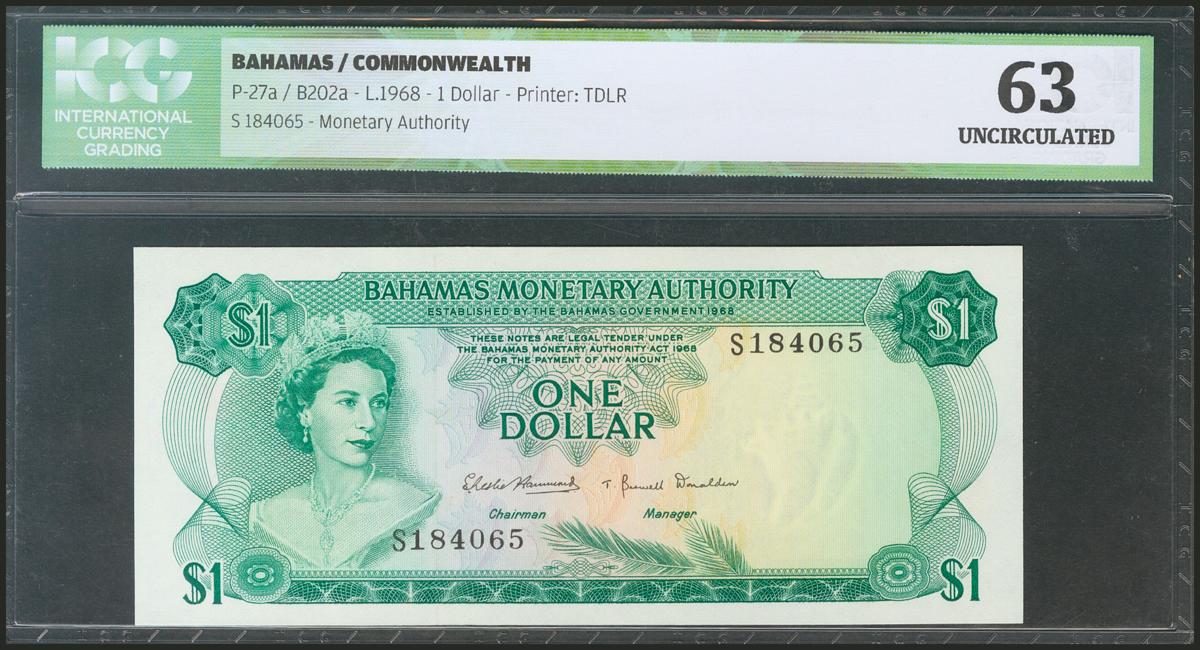 ICG
INTERNATIONAL
CURRENCY
GRADING
BAHAMAS / COMMONWEALTH
P-27a / B202a - L.1968 - 1 Dollar - Printer: TDLR
S 184065 - Monetary Authority
63
UNCIRCULATED
BAHAMAS MONETARY AUTHORITY
ESTABLISHED BY THE BAHAMAS GOVERNMENT 1968
$1
$1
THESE NOTES ARE LEGAL TENDER UNDER
THE BAHAMAS MONETARY AUTHORITY ACT 1968
FOR THE PAYMENT OF ANY AMOUNT
S184065
ONE
DOLLAR
T. Burwell Donaldson
Chairman Manager
S184065
$1
$1